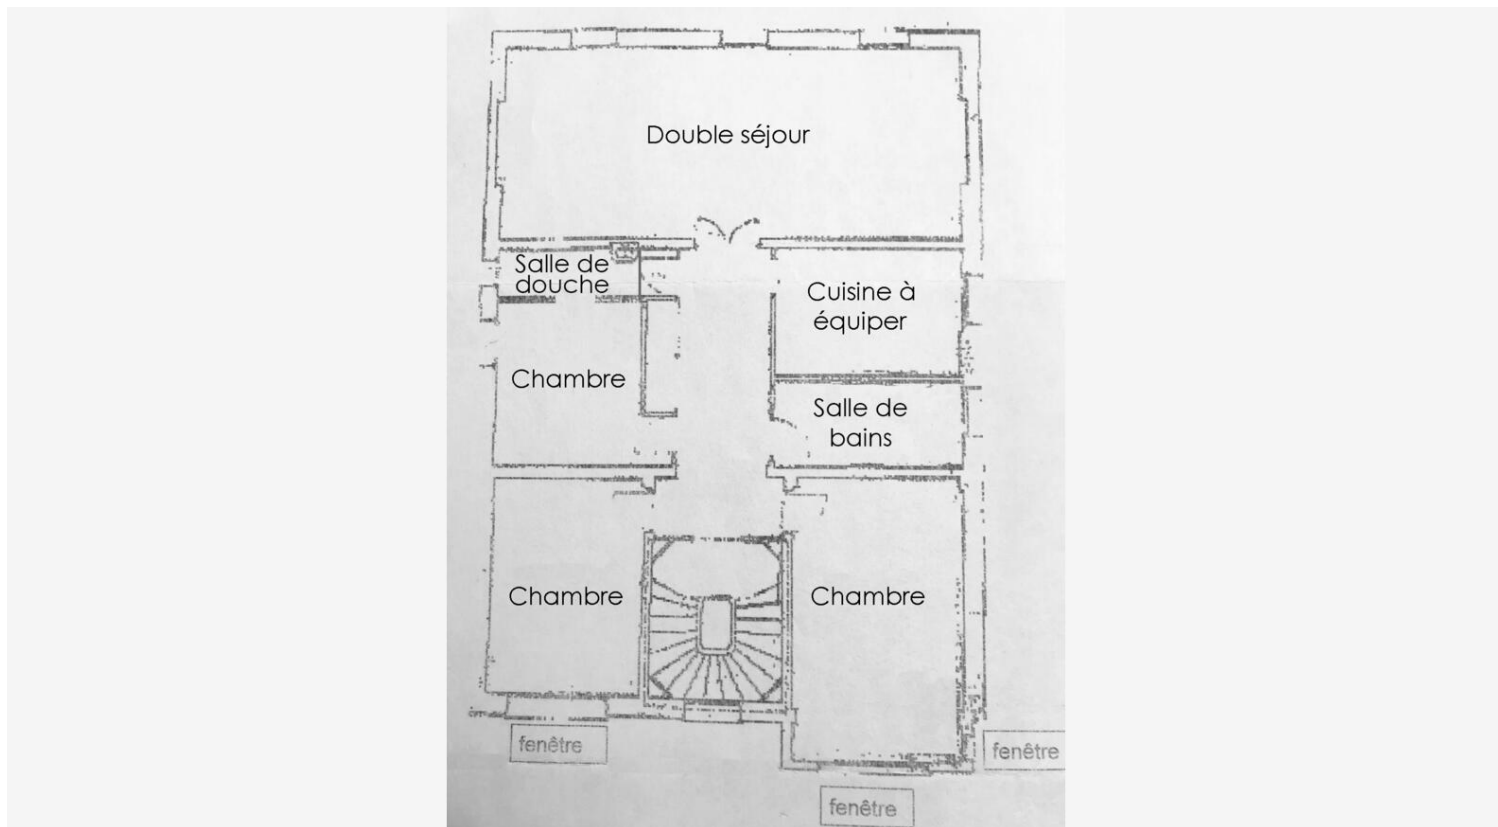 Double séjour
Salle de
douche
Cuisine à
équiper
Chambre
Salle de
bains
Chambre
Chambre
fenêtre
fenêtre
fenêtre